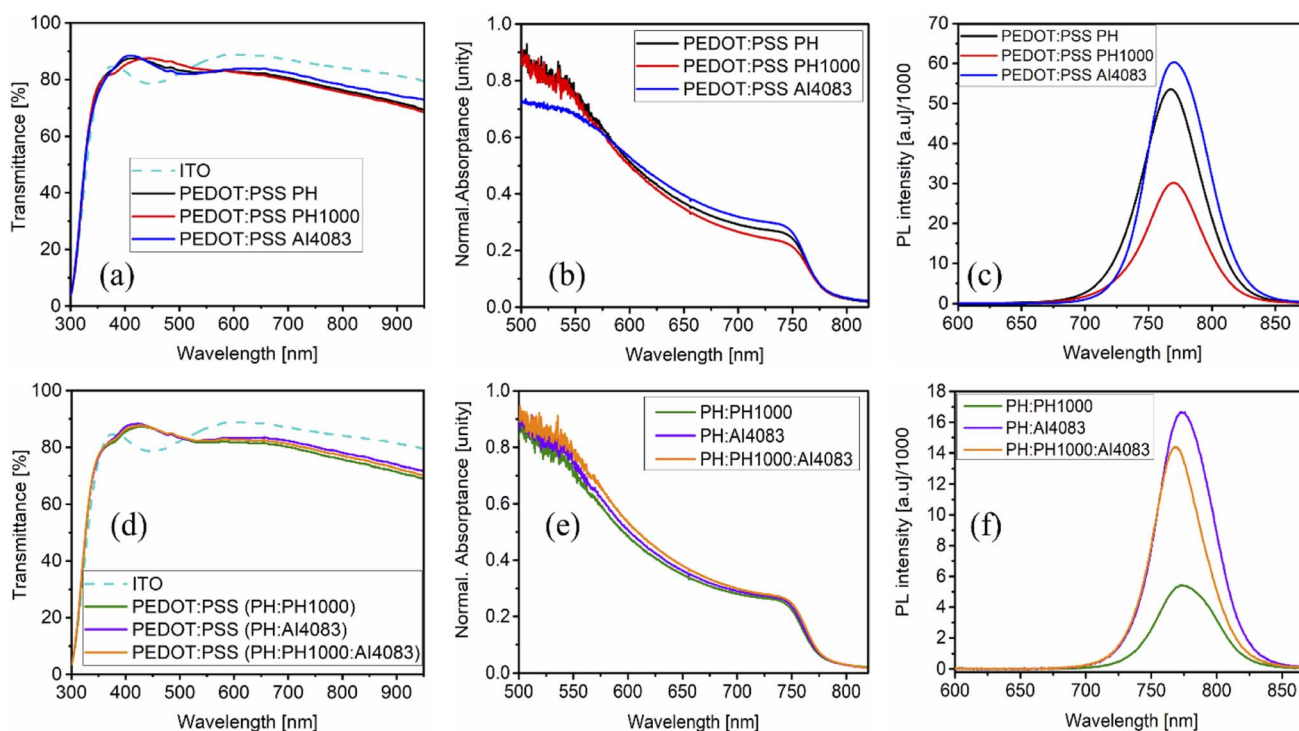 Transmittance [%]
100
80
60
40
20
0
300 400 500 600 700 800 900
Wavelength [nm]
ITO
PEDOT:PSS PH
PEDOT:PSS PH1000
PEDOT:PSS AI4083
(a)
Normal.Absorptance [unity]
1.0
0.8
0.6
0.4
0.2
0.0
500 550 600 650 700 750 800
Wavelength [nm]
PEDOT:PSS PH
PEDOT:PSS PH1000
PEDOT:PSS AI4083
(b)
PL intensity [a.u]/1000
70
60
50
40
30
20
10
0
600 700 750 800 850
Wavelength [nm]
PEDOT:PSS PH
PEDOT:PSS PH1000
PEDOT:PSS AI4083
(c)
Transmittance [%]
100
80
60
40
20
0
300 400 500 600 700 800 900
Wavelength [nm]
(d)
ITO
PEDOT:PSS (PH:PH1000)
PEDOT:PSS (PH:AI4083)
PEDOT:PSS (PH:PH1000:AI4083)
Normal. Absorptance [unity]
1.0
0.8
0.6
0.4
0.2
0.0
500 550 600 650 700 750 800
Wavelength [nm]
PH:PH1000
PH:AI4083
PH:PH1000:AI4083
(e)
PL intensity [a.u]/1000
18
16
14
12
10
8
6
4
2
0
600 700 750 800 850
Wavelength [nm]
PH:PH1000
PH:AI4083
PH:PH1000:AI4083
(f)